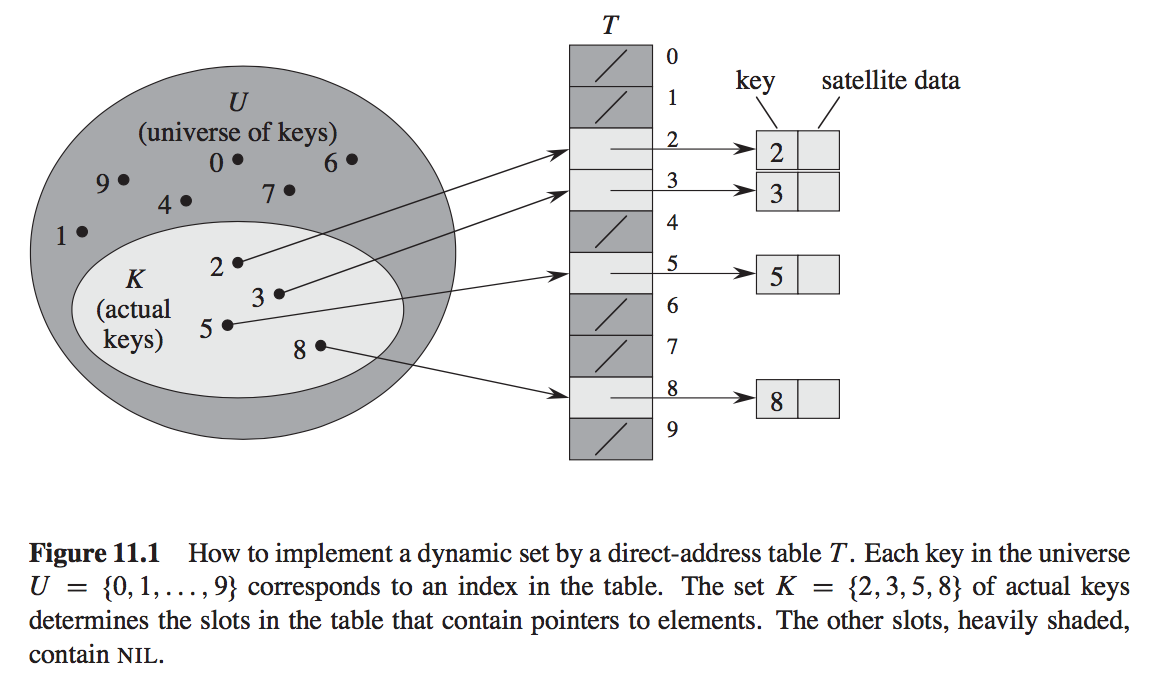 T
U
(universe of keys)
0
6
9
4
7
1
K
(actual
keys)
2
3
5
8
0
1
2
3
4
5
6
7
8
9
key satellite data
2
3
5
8
Figure 11.1 How to implement a dynamic set by a direct-address table T. Each key in the universe
U = {0, 1, . . . , 9} corresponds to an index in the table. The set K = {2, 3, 5, 8} of actual keys
determines the slots in the table that contain pointers to elements. The other slots, heavily shaded,
contain NIL.